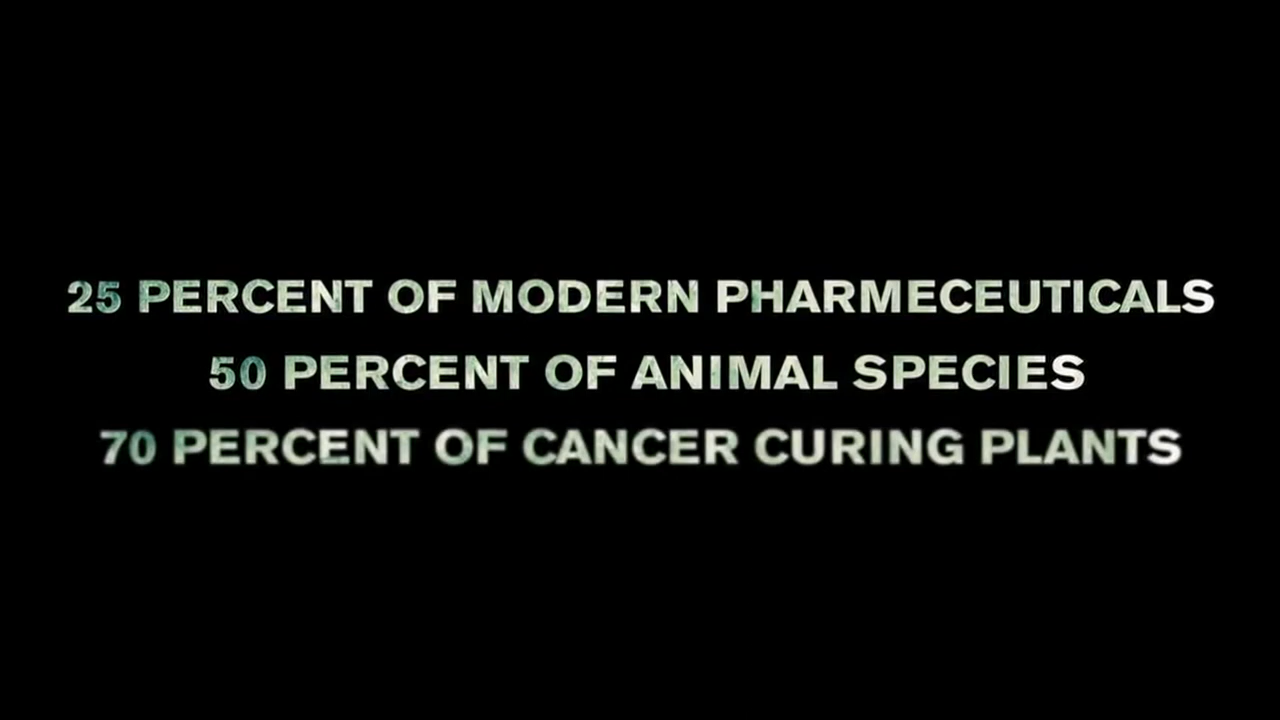 25 PERCENT OF MODERN PHARMECEUTICALS
50 PERCENT OF ANIMAL SPECIES
70 PERCENT OF CANCER CURING PLANTS